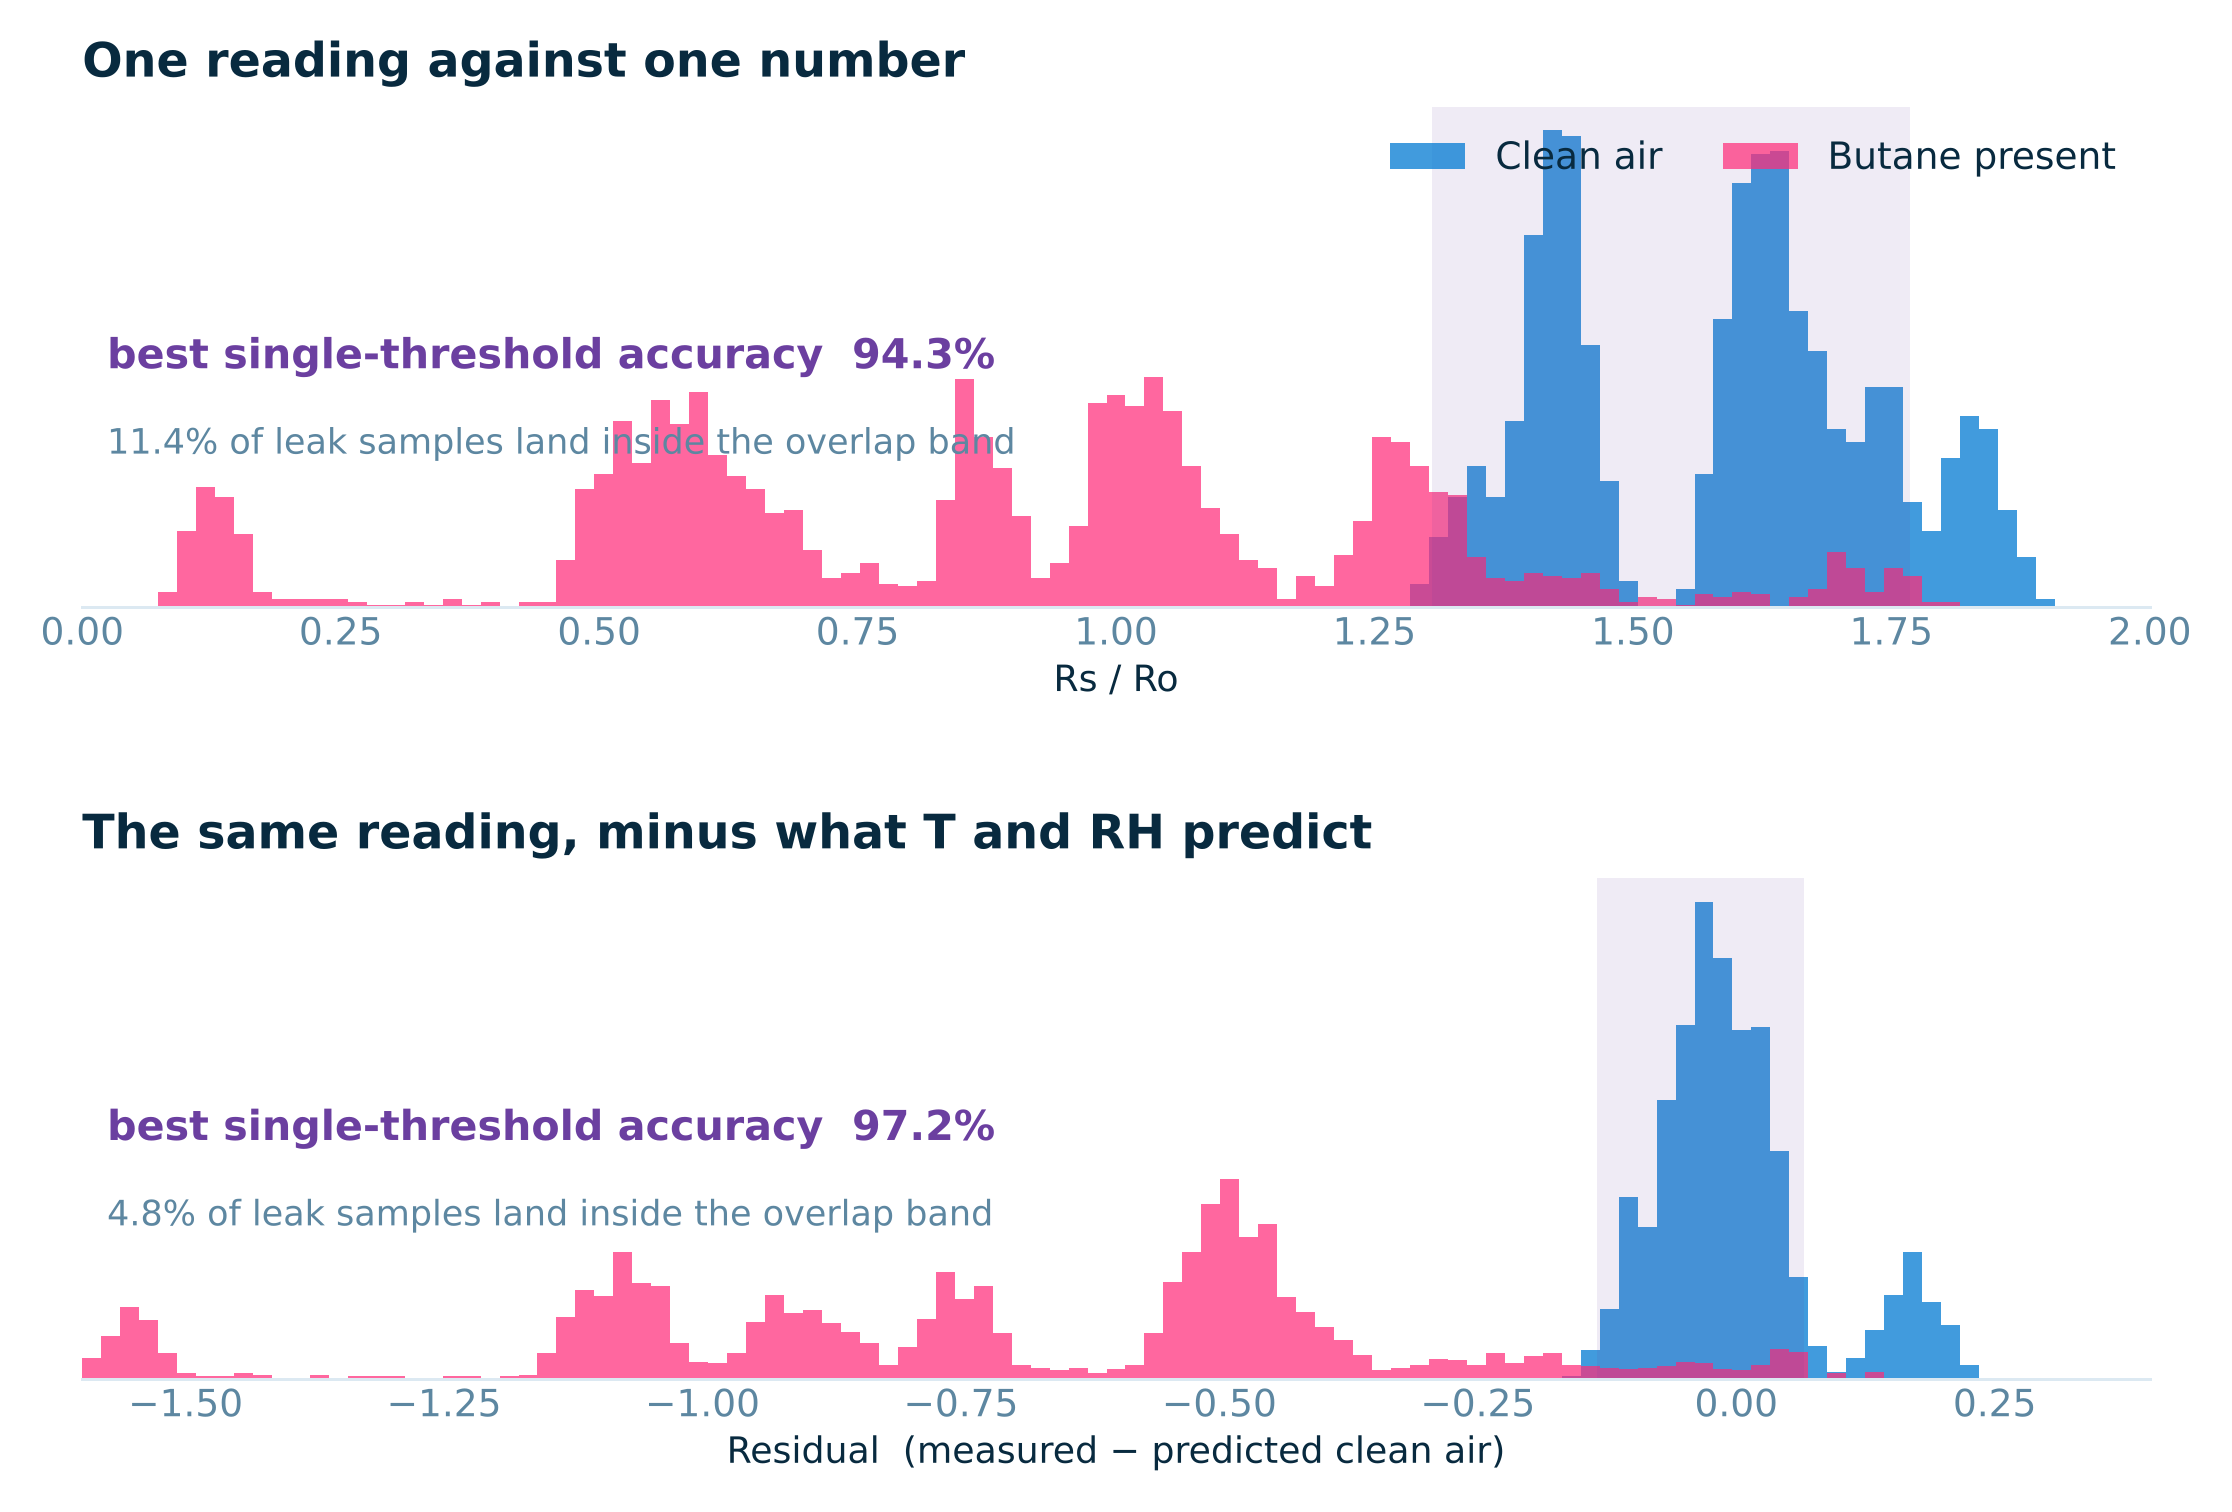 One reading against one number
Clean air
Butane present
best single-threshold accuracy  94.3%
11.4% of leak samples land inside the overlap band
0.00 0.25 0.50 0.75 1.00 1.25 1.50 1.75 2.00
Rs / Ro
The same reading, minus what T and RH predict
best single-threshold accuracy  97.2%
4.8% of leak samples land inside the overlap band
−1.50 −1.25 −1.00 −0.75 −0.50 −0.25 0.00 0.25
Residual  (measured − predicted clean air)